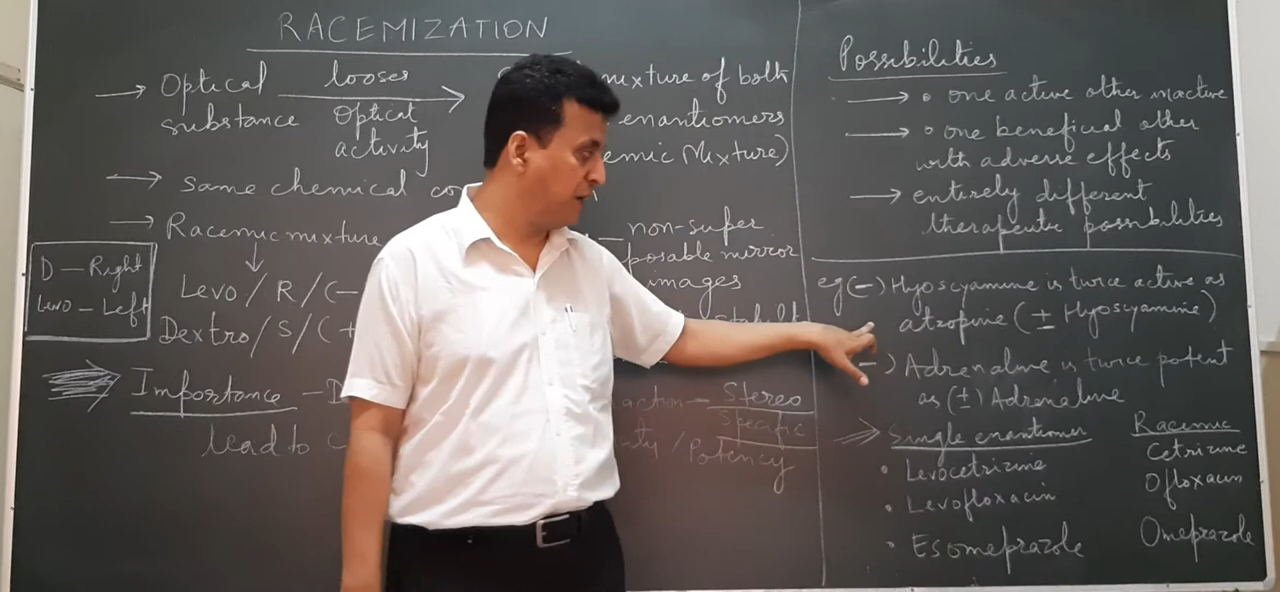 RACEMIZATION
→ Optical looses mixture of both
substance optical enantiomers
activity emic Mixture)
→ same chemical co
→ Racemic mixture — non-super
posable mirror
images
D — Right
Levo — Left
Levo / R / (-
Dextro / S / (+
Importance – D action – Stereo
Specific
lead to / Potency
Possibilities
→ • one active other inactive
→ • one beneficial other
with adverse effects
→ entirely different
therapeutic possibilities
eg (-) Hyoscyamine is twice active as
atropine (± Hyoscyamine)
-) Adrenaline is twice potent
as (±) Adrenaline
Single enantiomer Racemic
• Levocetrizine Cetrizine
• Levofloxacin Ofloxacin
• Esomeprazole Omeprazole